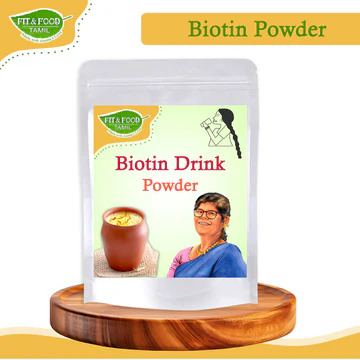 FIT & FOOD
TAMIL
Biotin Powder
FIT & FOOD
TAMIL
Biotin Drink
Powder